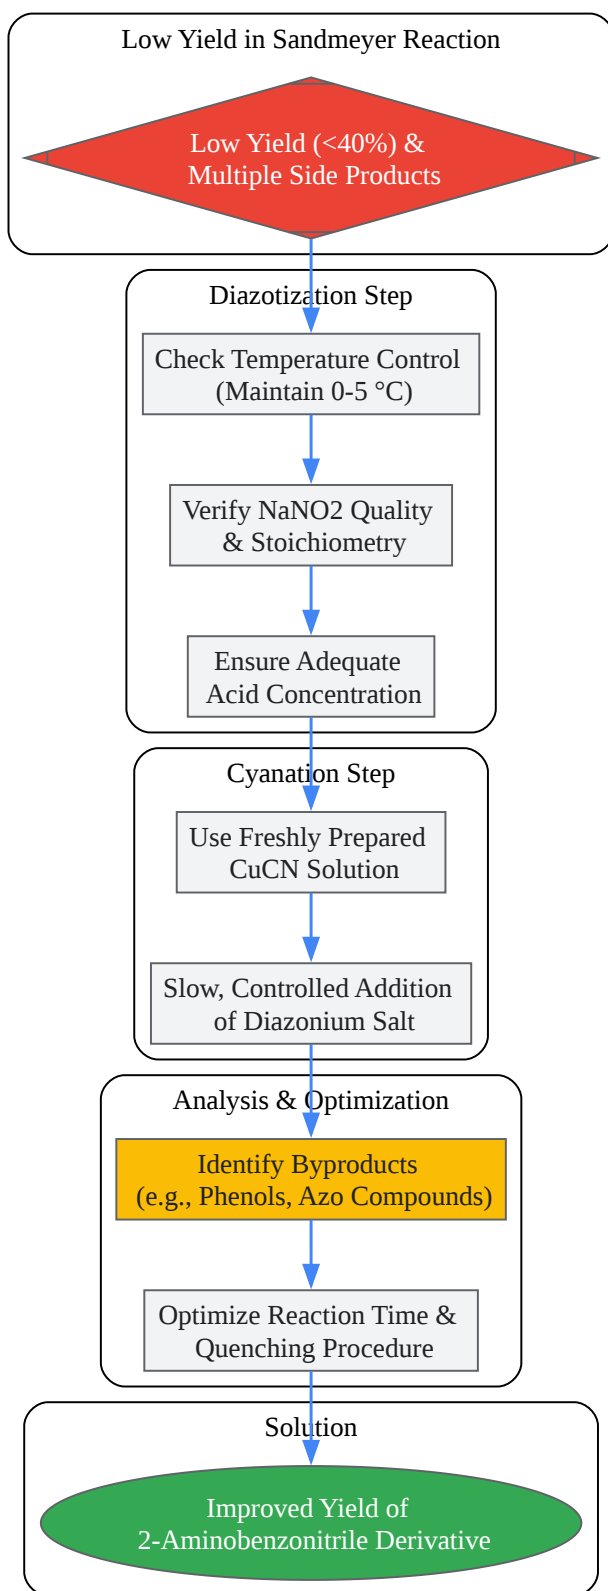 Low Yield in Sandmeyer Reaction
Low Yield (<40%) &
Multiple Side Products
Diazotization Step
Check Temperature Control
(Maintain 0-5 °C)
Verify NaNO2 Quality
& Stoichiometry
Ensure Adequate
Acid Concentration
Cyanation Step
Use Freshly Prepared
CuCN Solution
Slow, Controlled Addition
of Diazonium Salt
Analysis & Optimization
Identify Byproducts
(e.g., Phenols, Azo Compounds)
Optimize Reaction Time &
Quenching Procedure
Solution
Improved Yield of
2-Aminobenzonitrile Derivative